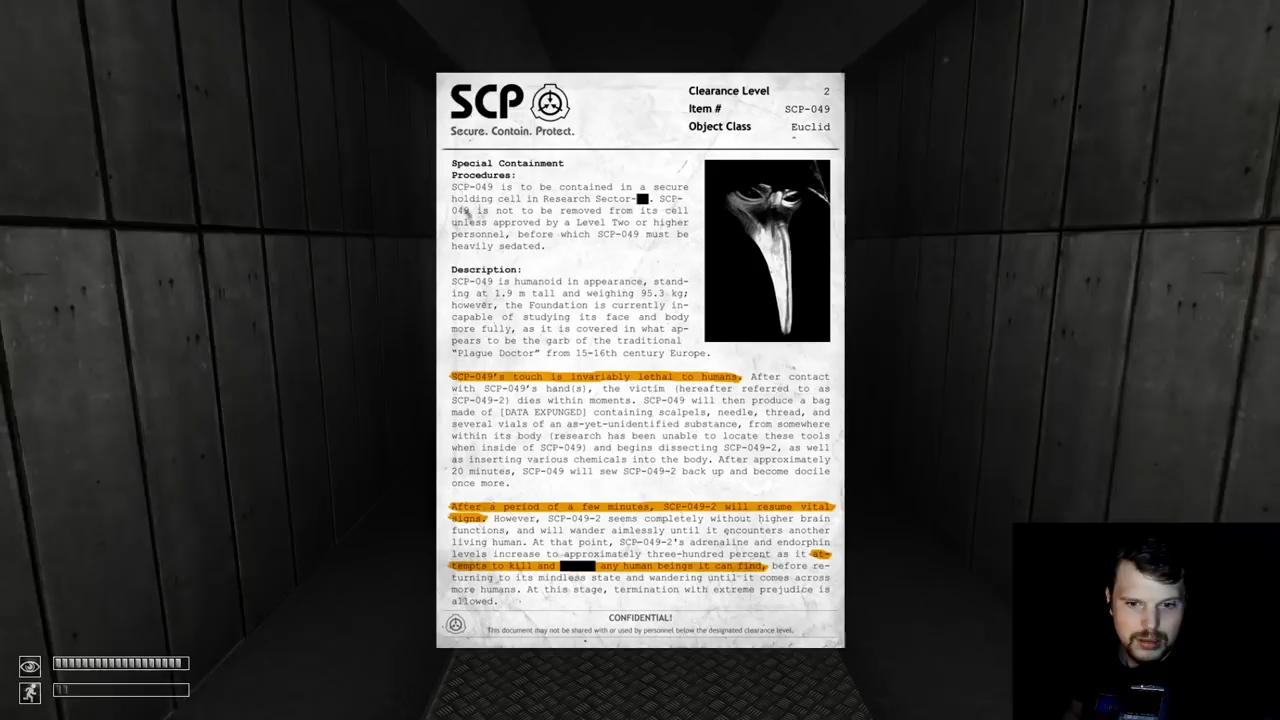 SCP
Secure. Contain. Protect.
Clearance Level 2
Item # SCP-049
Object Class Euclid
Special Containment
Procedures:
SCP-049 is to be contained in a secure
holding cell in Research Sector-. SCP-
049 is not to be removed from its cell
unless approved by a Level Two or higher
personnel, before which SCP-049 must be
heavily sedated.
Description:
SCP-049 is humanoid in appearance, stand-
ing at 1.9 m tall and weighing 95.3 kg;
however, the Foundation is currently in-
capable of studying its face and body
more fully, as it is covered in what ap-
pears to be the garb of the traditional
“Plague Doctor” from 15-16th century Europe.
SCP-049’s touch is invariably lethal to humans. After contact
with SCP-049’s hand(s), the victim (hereafter referred to as
SCP-049-2) dies within moments. SCP-049 will then produce a bag
made of [DATA EXPUNGED] containing scalpels, needle, thread, and
several vials of an as-yet-unidentified substance, from somewhere
within its body (research has been unable to locate these tools
when inside of SCP-049) and begins dissecting SCP-049-2, as well
as inserting various chemicals into the body. After approximately
20 minutes, SCP-049 will sew SCP-049-2 back up and become docile
once more.
After a period of a few minutes, SCP-049-2 will resume vital
signs. However, SCP-049-2 seems completely without higher brain
functions, and will wander aimlessly until it encounters another
living human. At that point, SCP-049-2's adrenaline and endorphin
levels increase to approximately three-hundred percent as it at-
tempts to kill and any human beings it can find, before re-
turning to its mindless state and wandering until it comes across
more humans. At this stage, termination with extreme prejudice is
allowed.
CONFIDENTIAL!
This document may not be shared with or used by personnel below the designated clearance level.